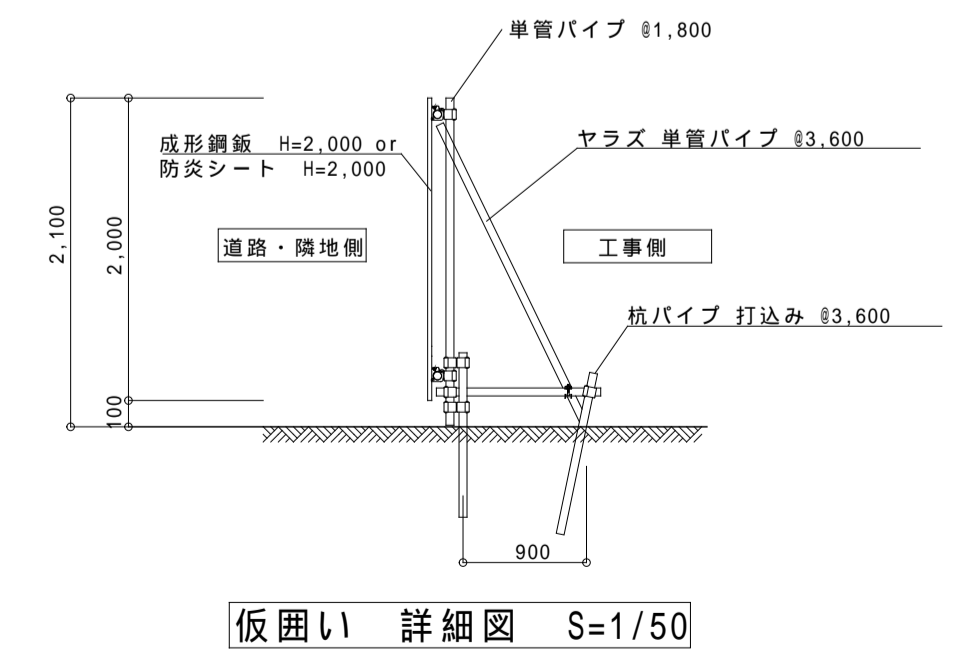 単管パイプ @1,800
成形鋼鈑 H=2,000 or
防炎シート H=2,000
ヤラズ 単管パイプ @3,600
2,100
2,000
道路・隣地側
工事側
杭パイプ 打込み @3,600
100
900
仮囲い 詳細図 S=1/50